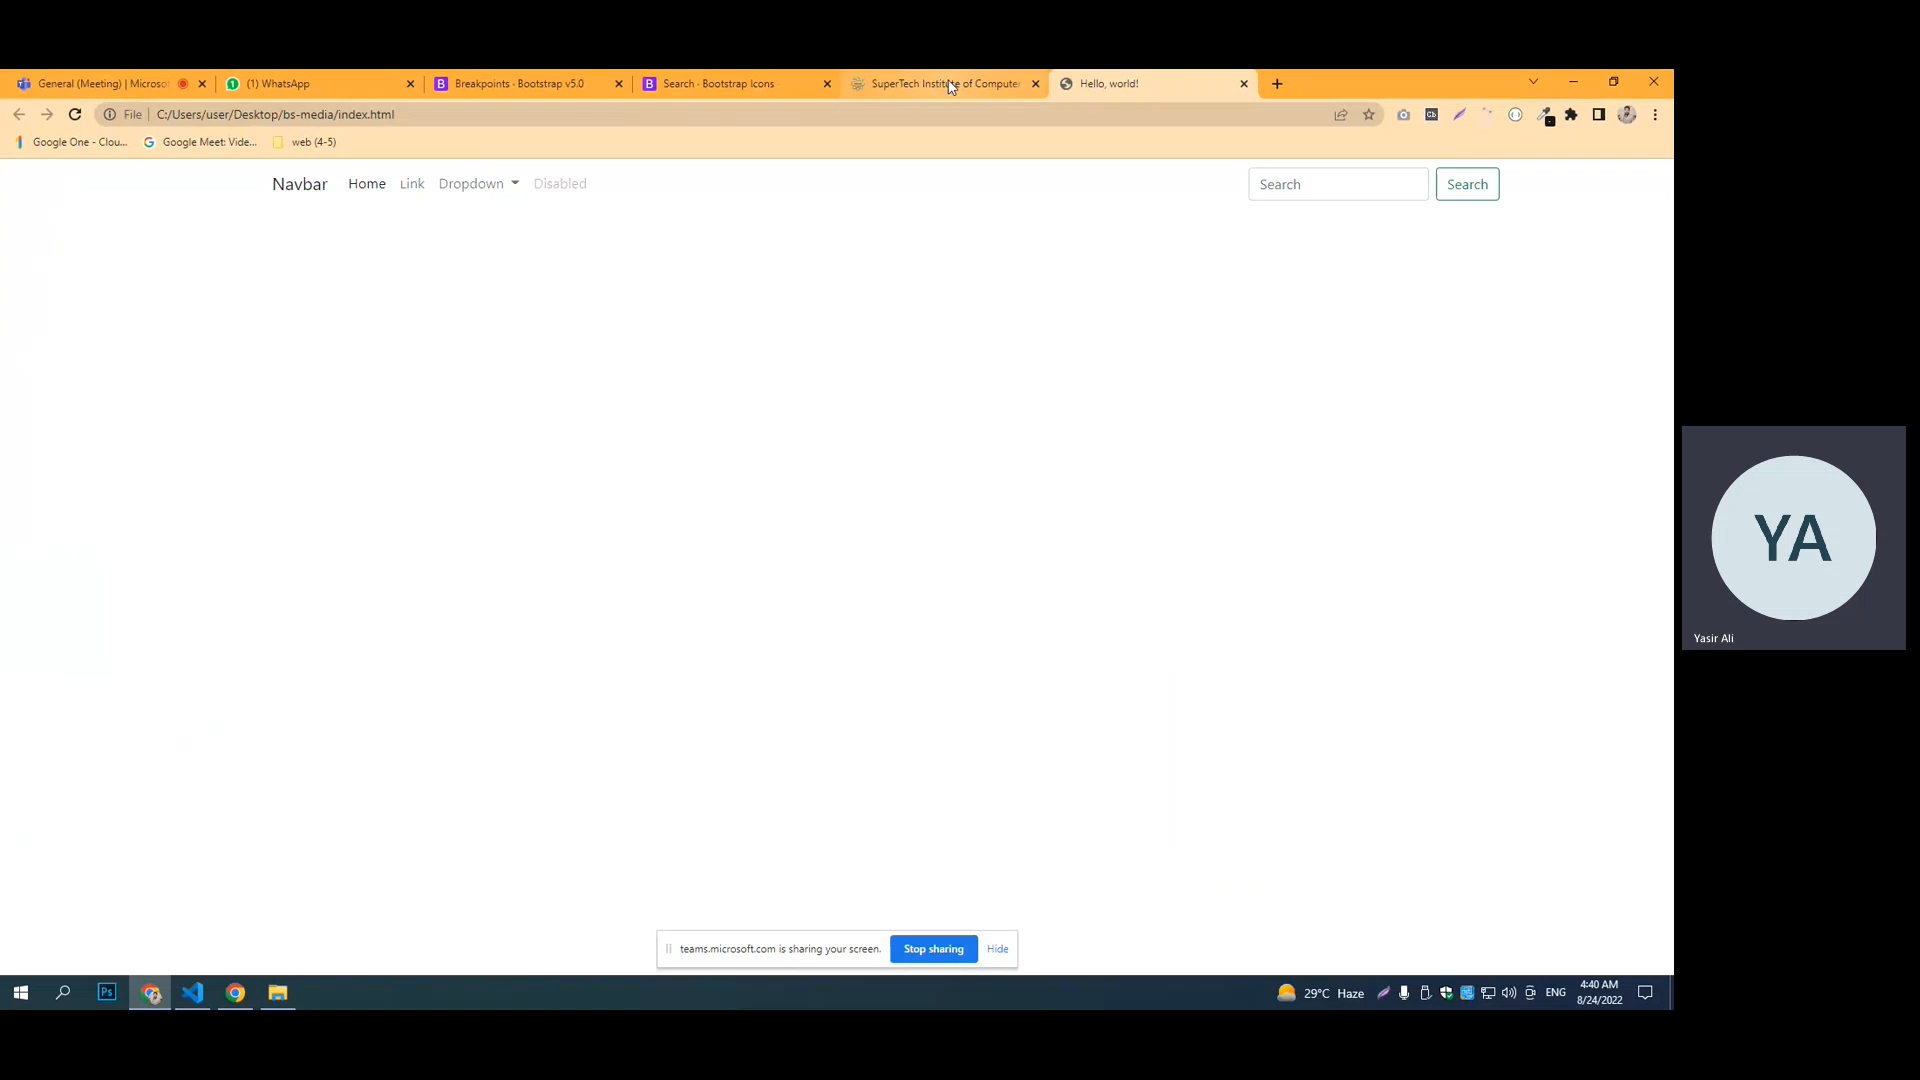 General (Meeting) | Microso
(1) WhatsApp
Breakpoints · Bootstrap v5.0
Search · Bootstrap Icons
SuperTech Institute of Compute
Hello, world!
File
C:/Users/user/Desktop/bs-media/index.html
Cb
Google One - Clou...
Google Meet: Vide...
web (4-5)
Navbar
Home
Link
Dropdown
Disabled
Search
Search
YA
Yasir Ali
teams.microsoft.com is sharing your screen.
Stop sharing
Hide
Ps
29°C Haze
ENG
4:40 AM
8/24/2022